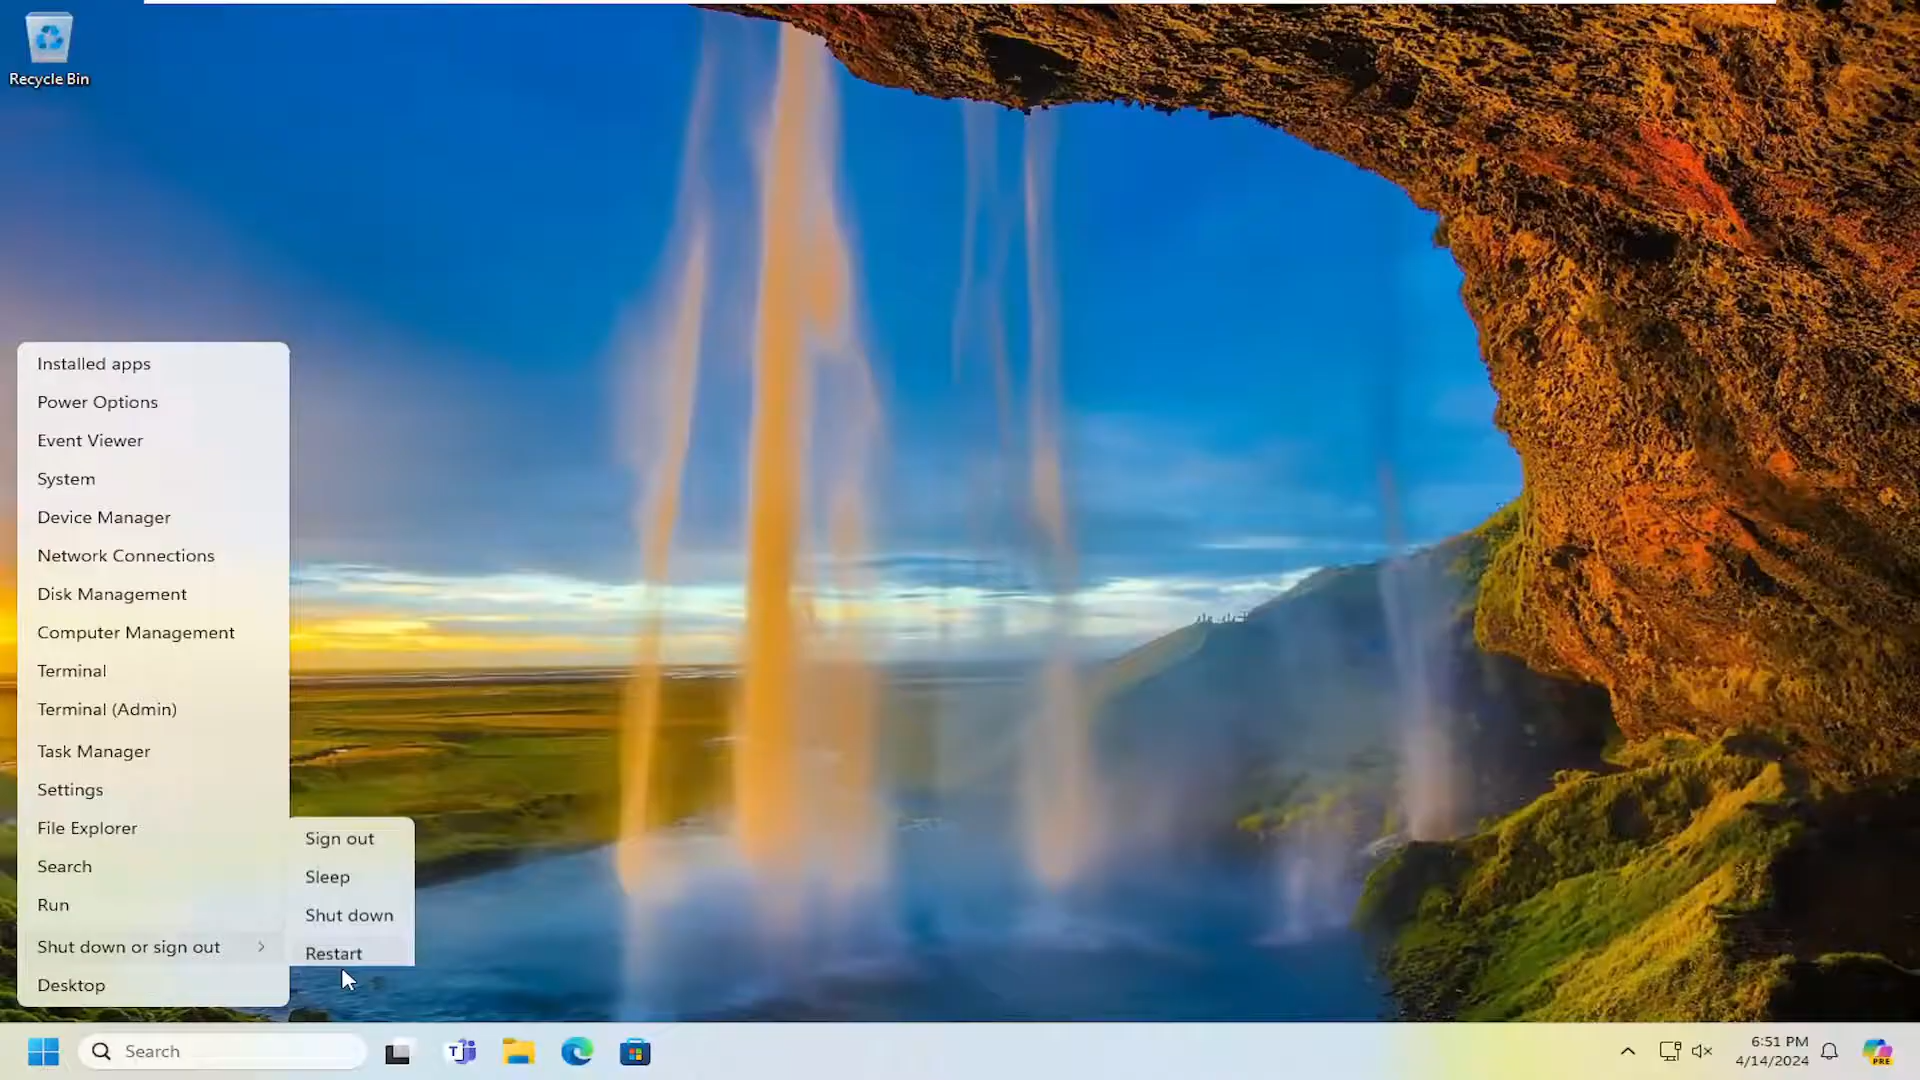 Recycle Bin
Installed apps
Power Options
Event Viewer
System
Device Manager
Network Connections
Disk Management
Computer Management
Terminal
Terminal (Admin)
Task Manager
Settings
File Explorer
Search
Run
Shut down or sign out
Desktop
Sign out
Sleep
Shut down
Restart
Search
T
6:51 PM
4/14/2024
PRE